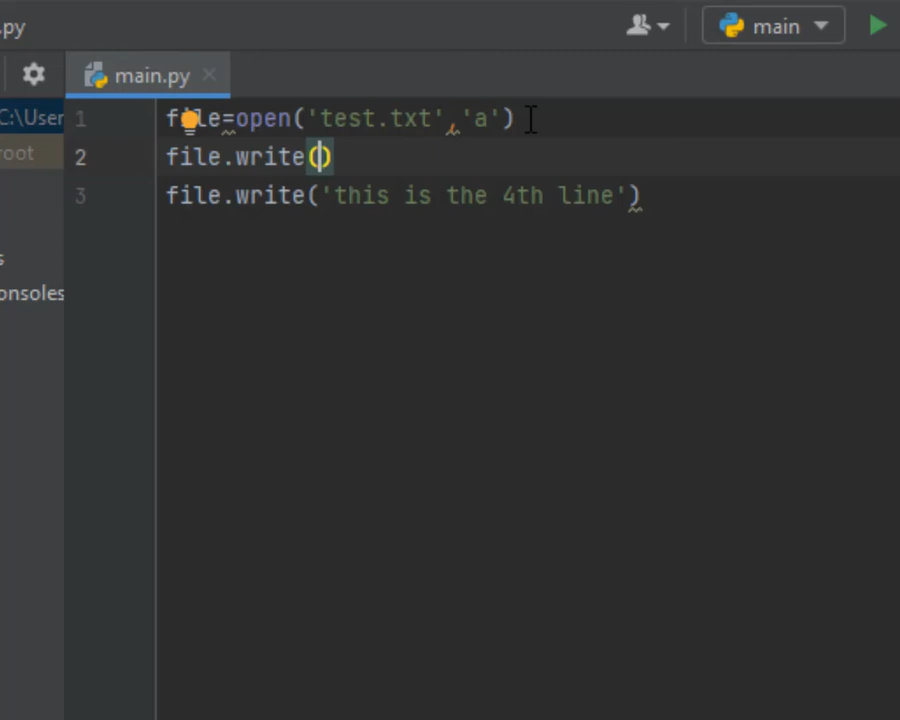 py
main
main.py
C:\User
root
s
onsoles
1 file=open('test.txt','a')
2 file.write()
3 file.write('this is the 4th line')